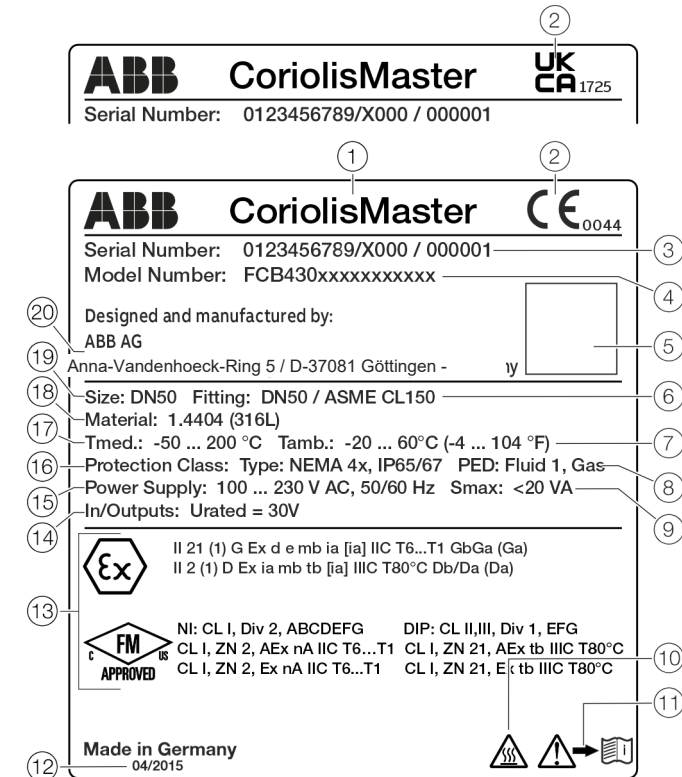 2
ABB CoriolisMaster UK CA 1725
Serial Number: 0123456789/X000 / 000001
1 2
ABB CoriolisMaster CE 0044
Serial Number: 0123456789/X000 / 000001 3
Model Number: FCB430xxxxxxxxxxx 4
Designed and manufactured by:
20 ABB AG 5
Anna-Vandenhoeck-Ring 5 / D-37081 Göttingen -
19 Size: DN50 Fitting: DN50 / ASME CL150 6
18 Material: 1.4404 (316L)
17 Tmed.: -50 ... 200 °C Tamb.: -20 ... 60°C (-4 ... 104 °F) 7
16 Protection Class: Type: NEMA 4x, IP65/67 PED: Fluid 1, Gas 8
15 Power Supply: 100 ... 230 V AC, 50/60 Hz Smax: <20 VA 9
14 In/Outputs: Urated = 30V
II 21 (1) G Ex d e mb ia [ia] IIC T6...T1 GbGa (Ga)
Ex II 2 (1) D Ex ia mb tb [ia] IIIC T80°C Db/Da (Da)
13
NI: CL I, Div 2, ABCDEFG DIP: CL II,III, Div 1, EFG
C FM US CL I, ZN 2, AEx nA IIC T6...T1 CL I, ZN 21, AEx tb IIIC T80°C 10
APPROVED CL I, ZN 2, Ex nA IIC T6...T1 CL I, ZN 21, Ex tb IIIC T80°C
11
Made in Germany i
12 04/2015